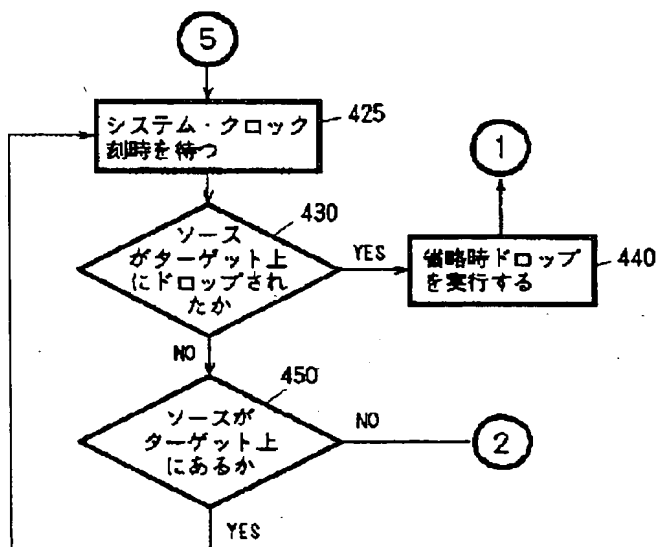 5
システム・クロック
刻時を待つ
425
1
ソース
がターゲット上
にドロップされ
たか
430
YES
省略時ドロップ
を実行する
440
NO
ソースが
ターゲット上
にあるか
450
NO
2
YES